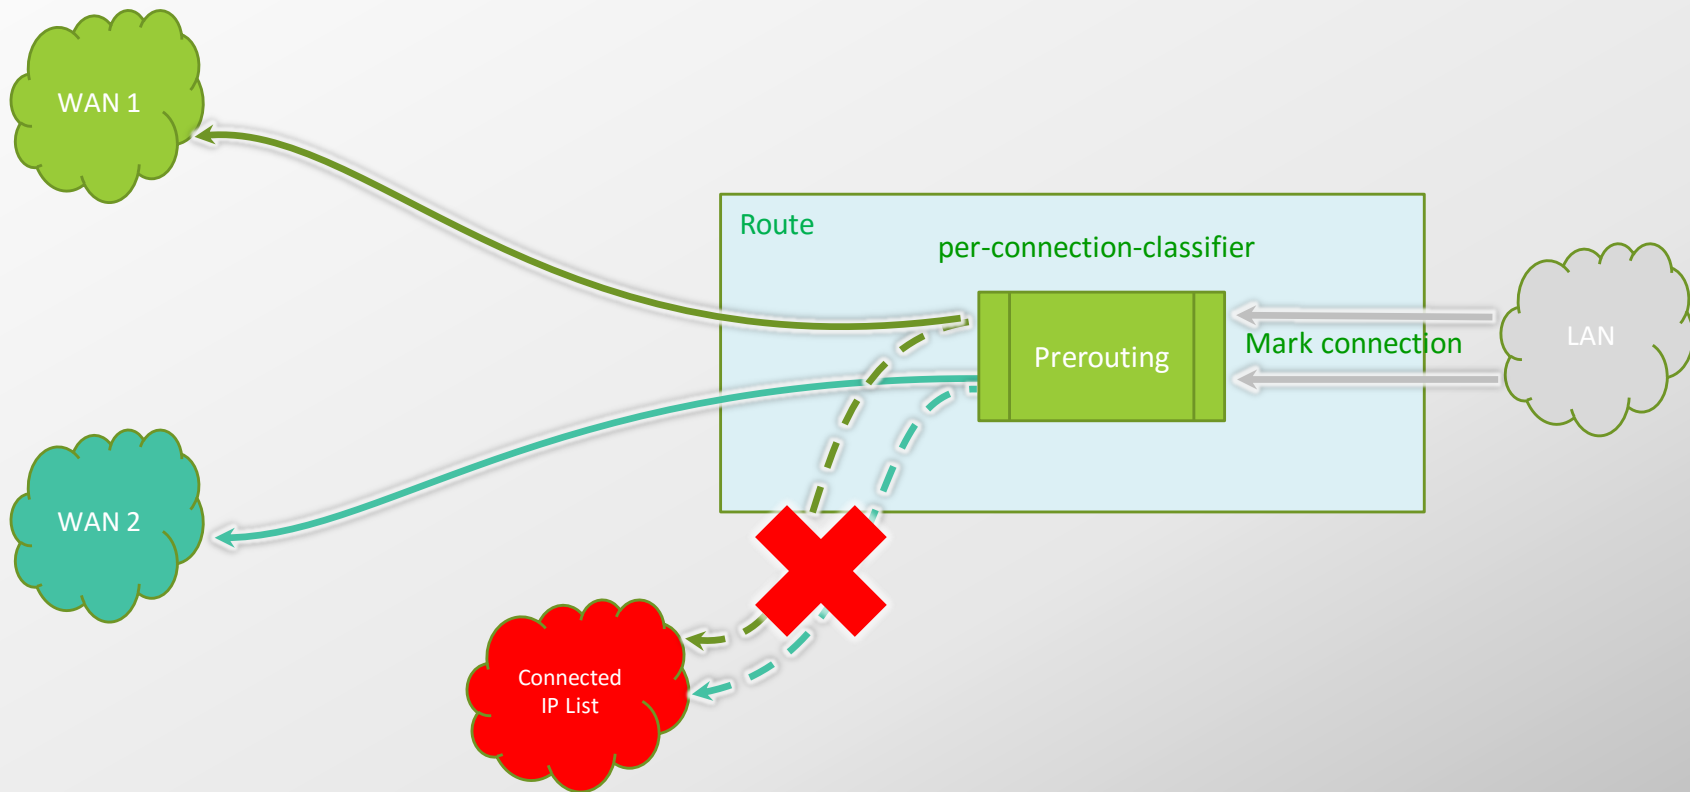 WAN 1
Route
per-connection-classifier
Prerouting
Mark connection
LAN
WAN 2
Connected
IP List